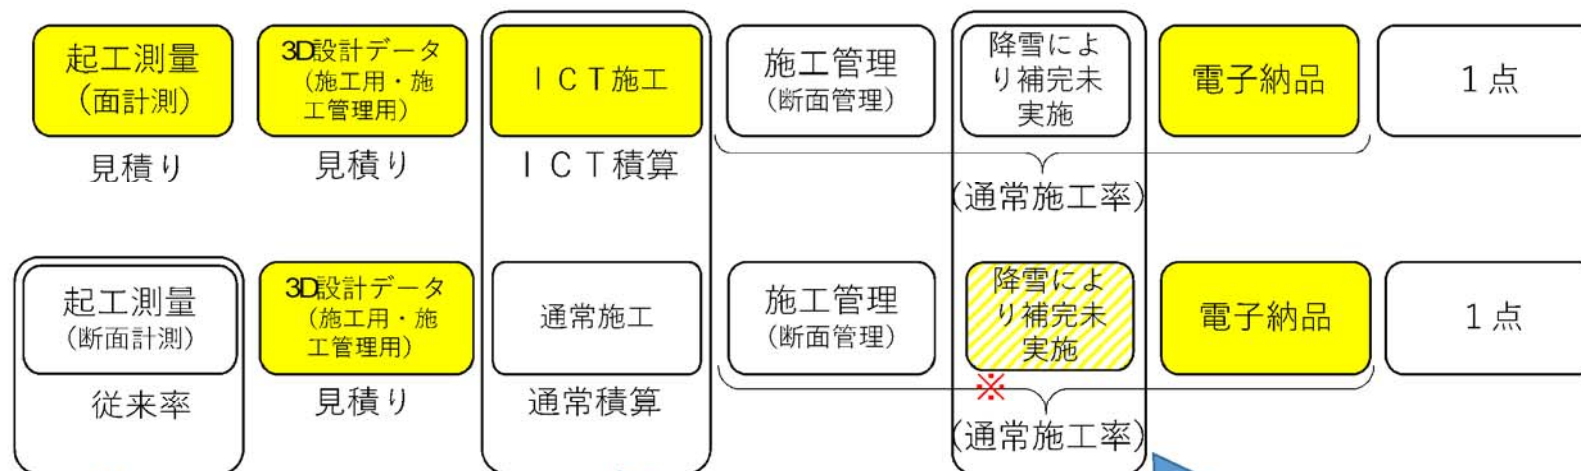 起工測量
(面計測)
見積り
3D設計データ
(施工用・施
工管理用)
見積り
ＩＣＴ施工
ＩＣＴ積算
施工管理
(断面管理)
降雪によ
り補完未
実施
電子納品
(通常施工率)
１点
起工測量
(断面計測)
従来率
3D設計データ
(施工用・施
工管理用)
見積り
通常施工
通常積算
施工管理
(断面管理)
降雪によ
り補完未
実施
※
電子納品
(通常施工率)
１点